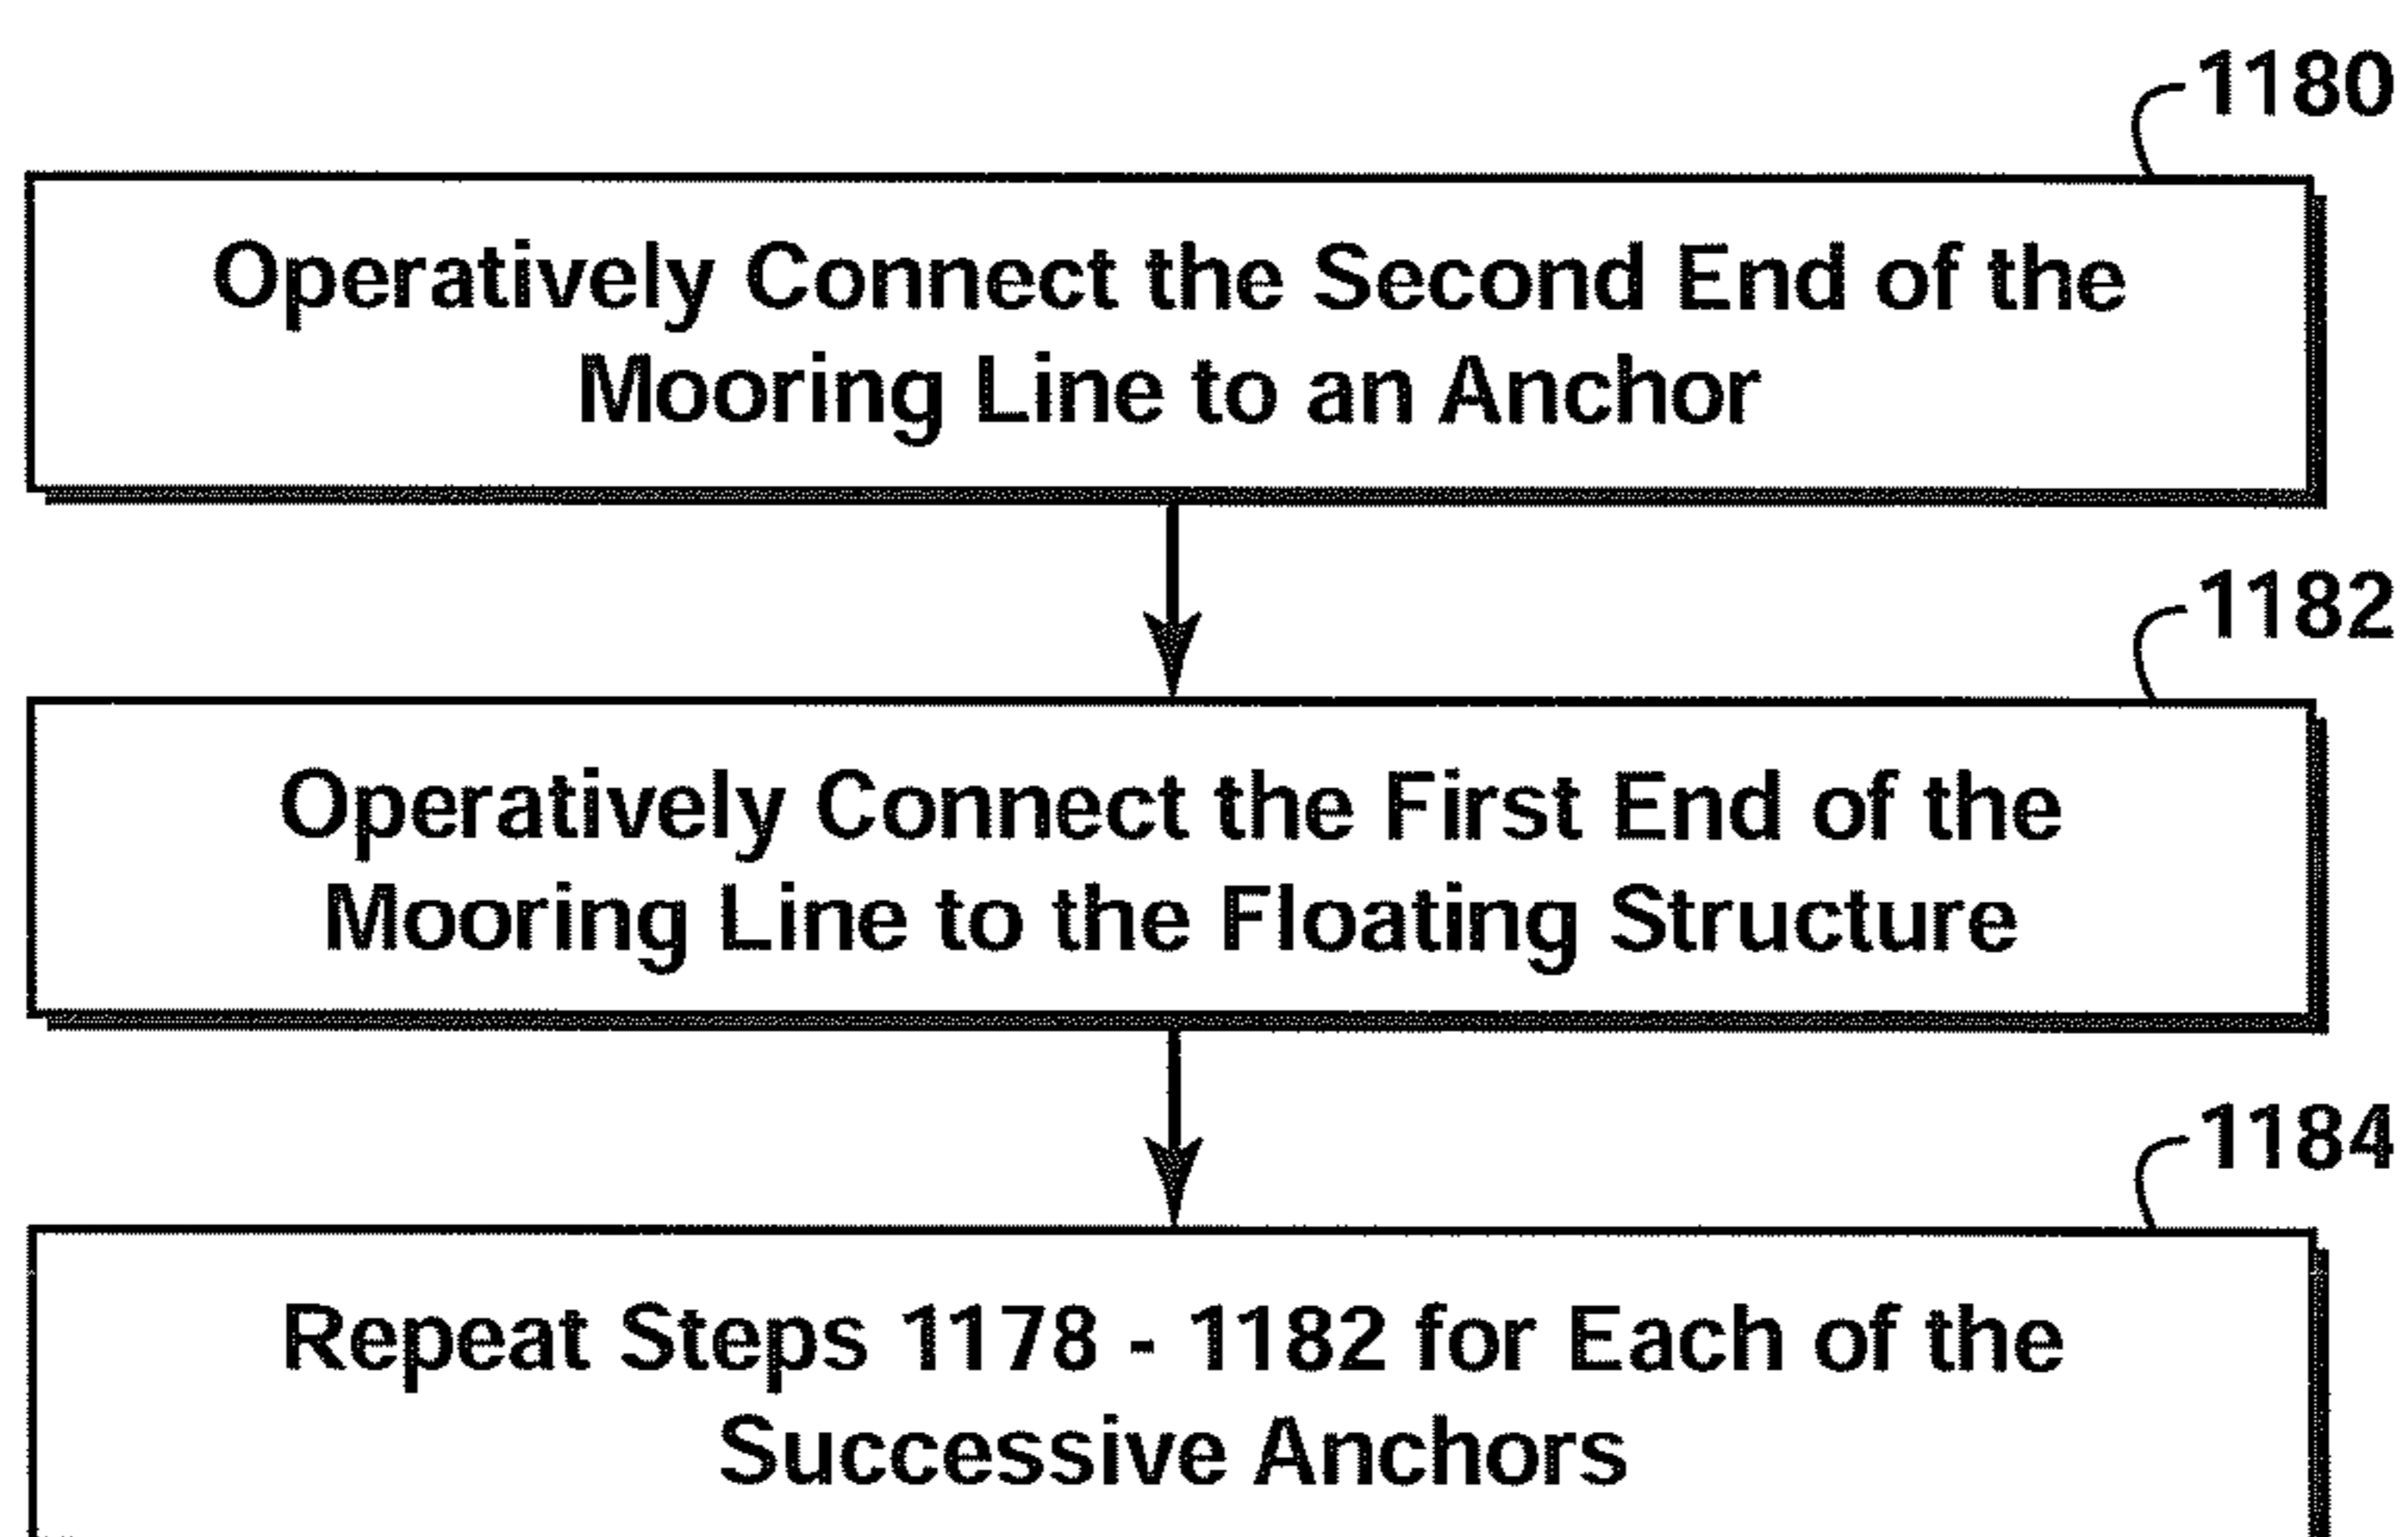 1180
Operatively Connect the Second End of the
Mooring Line to an Anchor
1182
Operatively Connect the First End of the
Mooring Line to the Floating Structure
1184
Repeat Steps 1178 - 1182 for Each of the
Successive Anchors